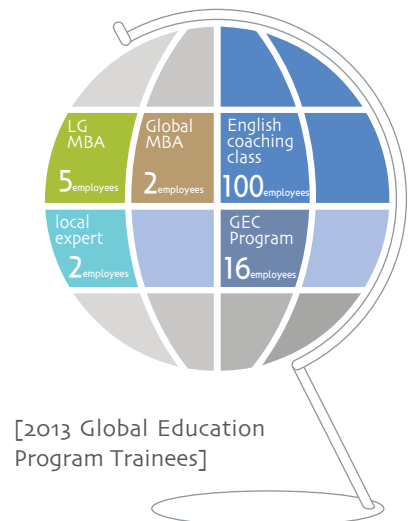 LG
MBA
5employees
Global
MBA
2employees
English
coaching
class
100employees
local
expert
2employees
GEC
Program
16employees
[2013 Global Education
Program Trainees]